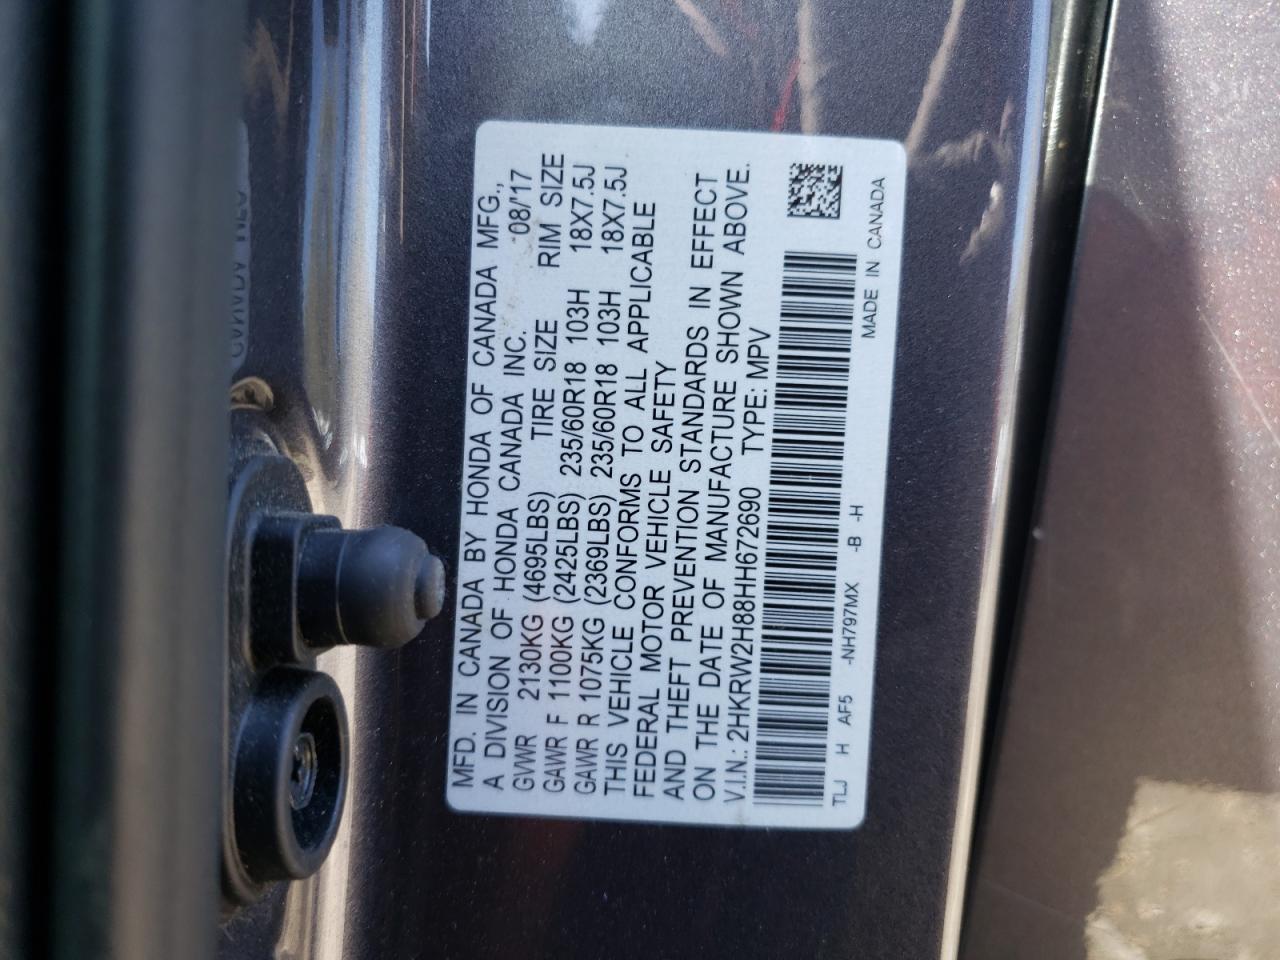 MFD. IN CANADA BY HONDA OF CANADA MFG.,
A DIVISION OF HONDA CANADA INC. 08/'17
GVWR 2130KG (4695LBS) TIRE SIZE RIM SIZE
GAWR F 1100KG (2425LBS) 235/60R18 103H 18X7.5J
GAWR R 1075KG (2369LBS) 235/60R18 103H 18X7.5J
THIS VEHICLE CONFORMS TO ALL APPLICABLE
FEDERAL MOTOR VEHICLE SAFETY
AND THEFT PREVENTION STANDARDS IN EFFECT
ON THE DATE OF MANUFACTURE SHOWN ABOVE.
V.I.N.: 2HKRW2H88HH672690 TYPE: MPV
TLJ H AF5 -NH797MX -B -H MADE IN CANADA